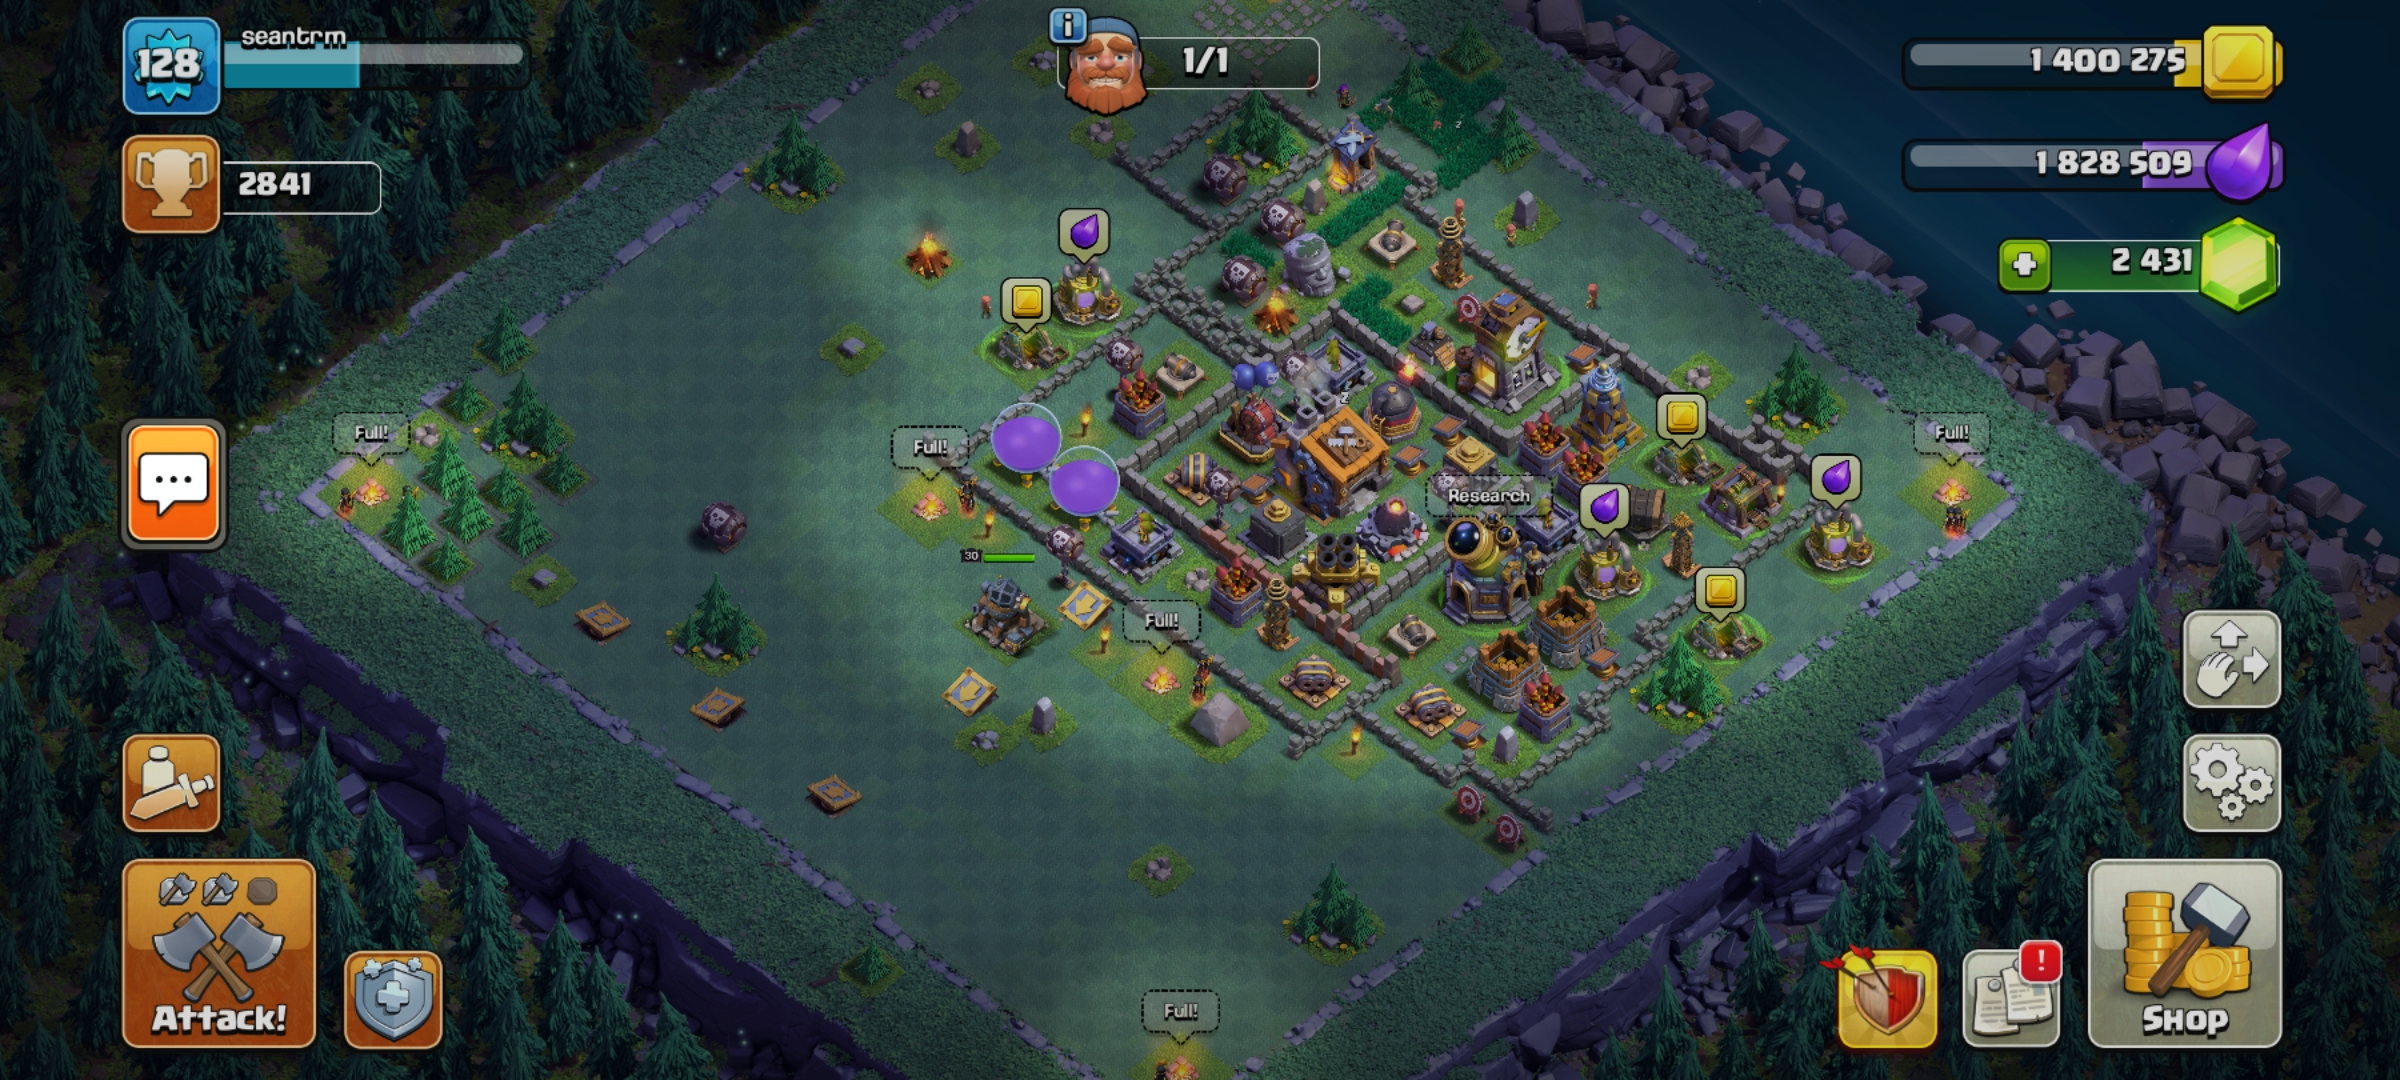 128
seantrm
i
1/1
1 400 275
2841
1 828 509
2 431
Full!
Full!
Full!
Research
30
Full!
Full!
Attack!
!
Shop
z
z